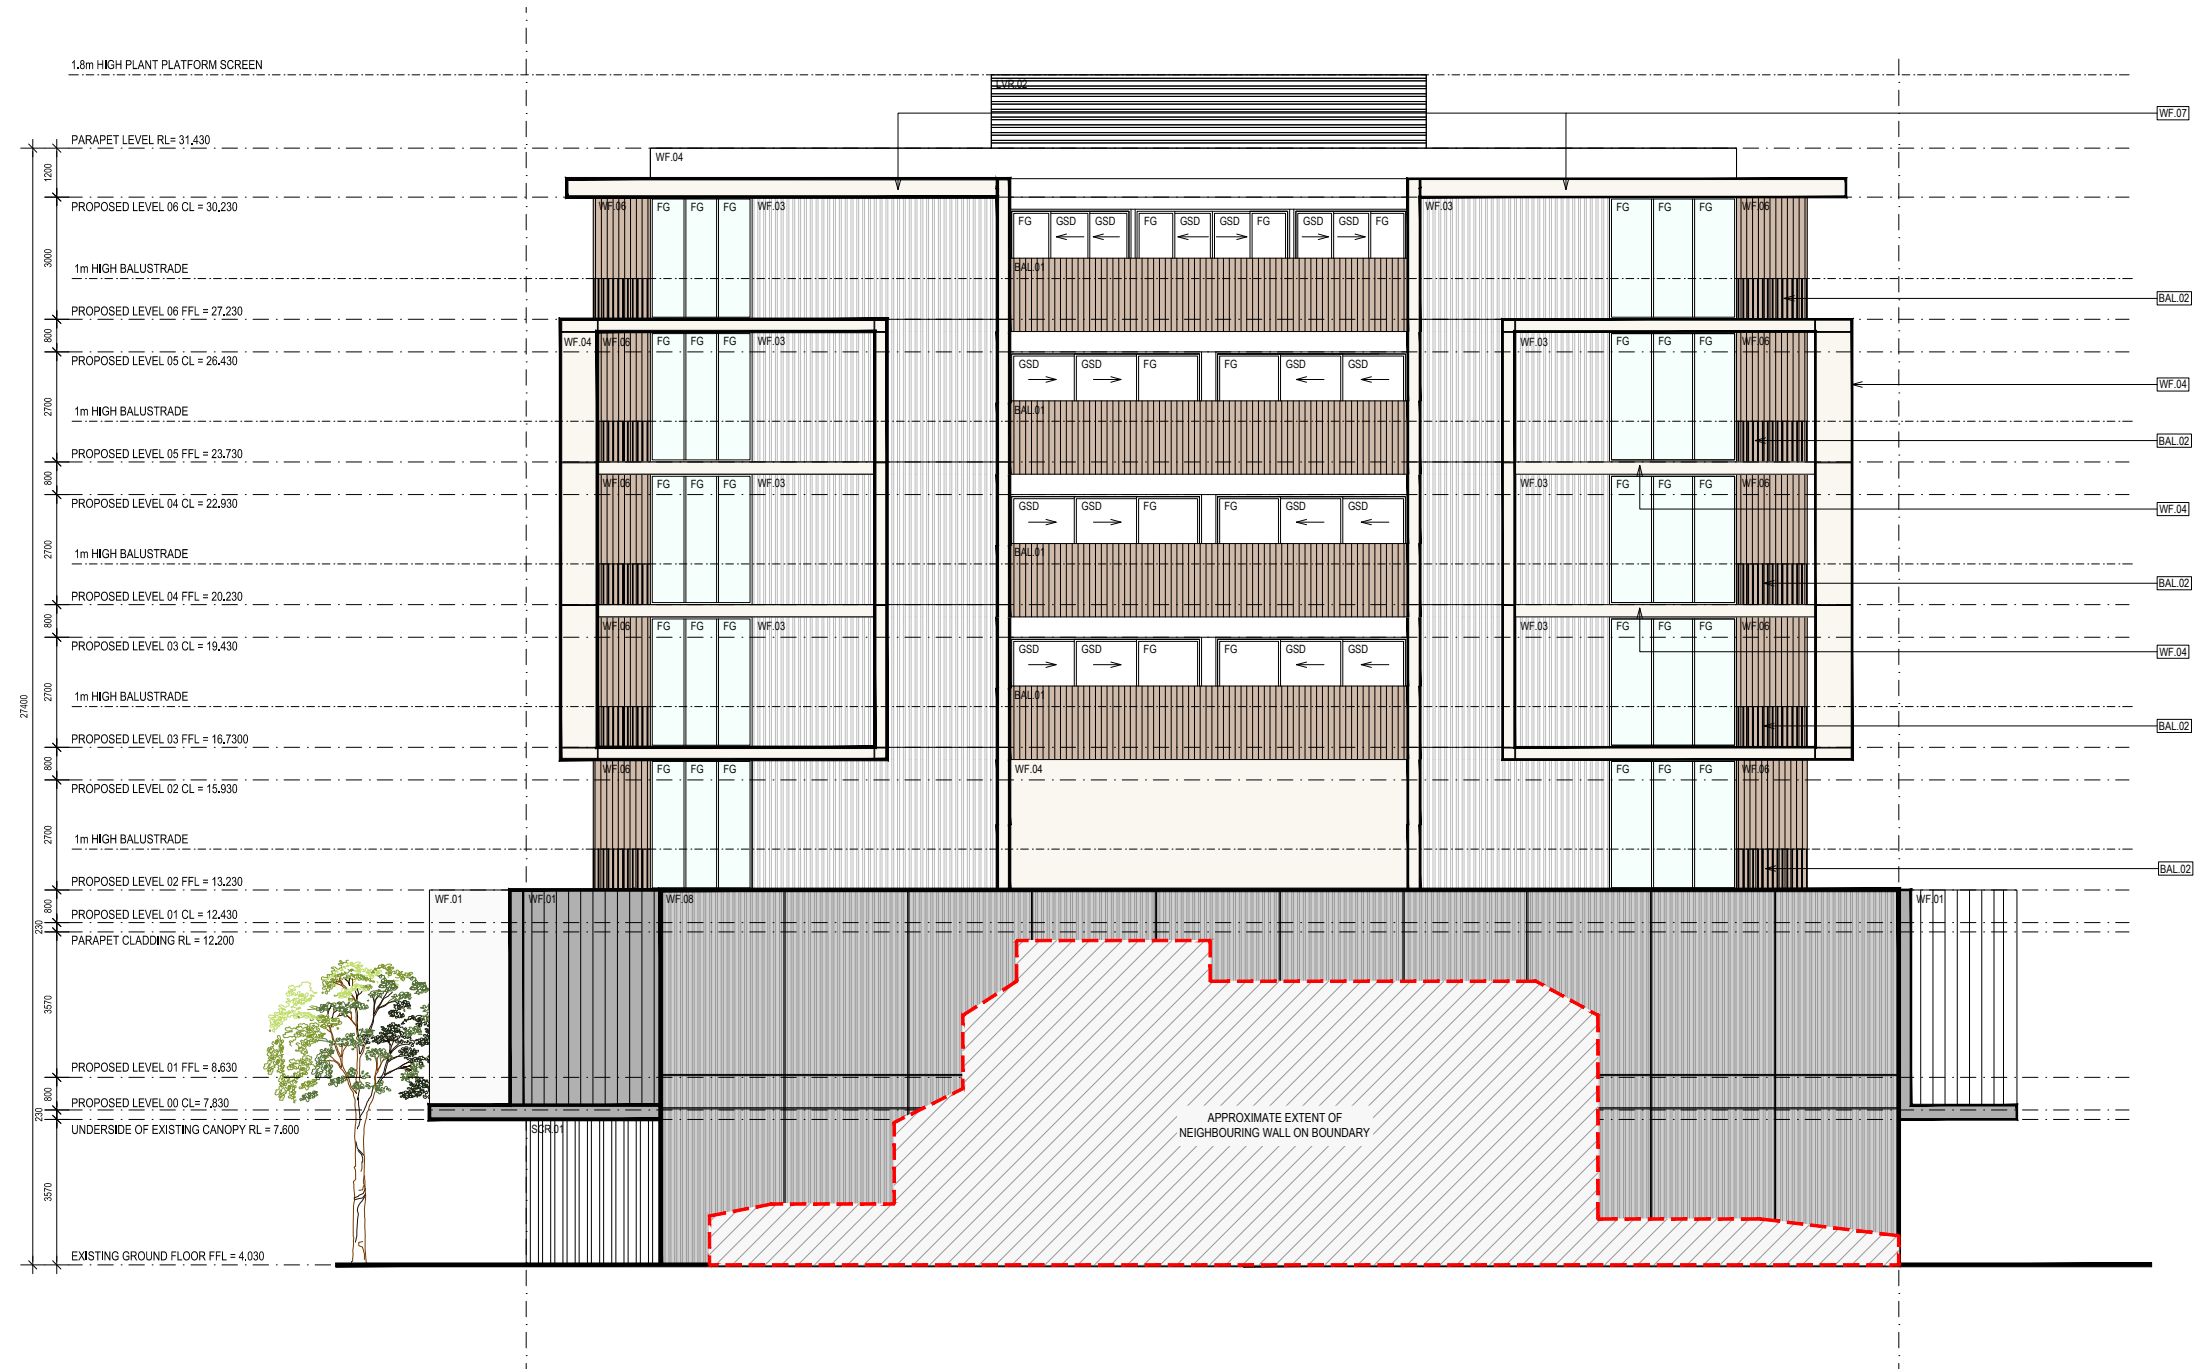 1.8m HIGH PLANT PLATFORM SCREEN
LVR.02
WF.07
PARAPET LEVEL RL= 31.430
WF.04
1200
PROPOSED LEVEL 06 CL = 30.230
WF.06 FG FG FG WF.03 WF.03 FG FG FG WF.06
FG GSD GSD FG GSD GSD FG GSD GSD FG
3000
1m HIGH BALUSTRADE
BAL.01
BAL.02
PROPOSED LEVEL 06 FFL = 27.230
800
WF.04 WF.06 FG FG FG WF.03 WF.03 FG FG FG WF.06
PROPOSED LEVEL 05 CL = 26.430
GSD GSD FG FG GSD GSD
WF.04
2700
1m HIGH BALUSTRADE
BAL.01
BAL.02
PROPOSED LEVEL 05 FFL = 23.730
800
WF.06 FG FG FG WF.03 WF.03 FG FG FG WF.06
PROPOSED LEVEL 04 CL = 22.930
GSD GSD FG FG GSD GSD
WF.04
2700
1m HIGH BALUSTRADE
BAL.01
BAL.02
PROPOSED LEVEL 04 FFL = 20.230
800
WF.06 FG FG FG WF.03 WF.03 FG FG FG WF.06
PROPOSED LEVEL 03 CL = 19.430
GSD GSD FG FG GSD GSD
WF.04
2700
27400
1m HIGH BALUSTRADE
BAL.01
BAL.02
PROPOSED LEVEL 03 FFL = 16.7300
800
WF.06 FG FG FG WF.04 FG FG FG WF.06
PROPOSED LEVEL 02 CL = 15.930
2700
1m HIGH BALUSTRADE
BAL.02
PROPOSED LEVEL 02 FFL = 13.230
800
WF.01 WF.01 WF.08 WF.01
PROPOSED LEVEL 01 CL = 12.430
230
PARAPET CLADDING RL = 12.200
3570
PROPOSED LEVEL 01 FFL = 8.630
800
PROPOSED LEVEL 00 CL= 7.830
230
UNDERSIDE OF EXISTING CANOPY RL = 7.600
SCR.01
APPROXIMATE EXTENT OF
NEIGHBOURING WALL ON BOUNDARY
3570
EXISTING GROUND FLOOR FFL = 4.030